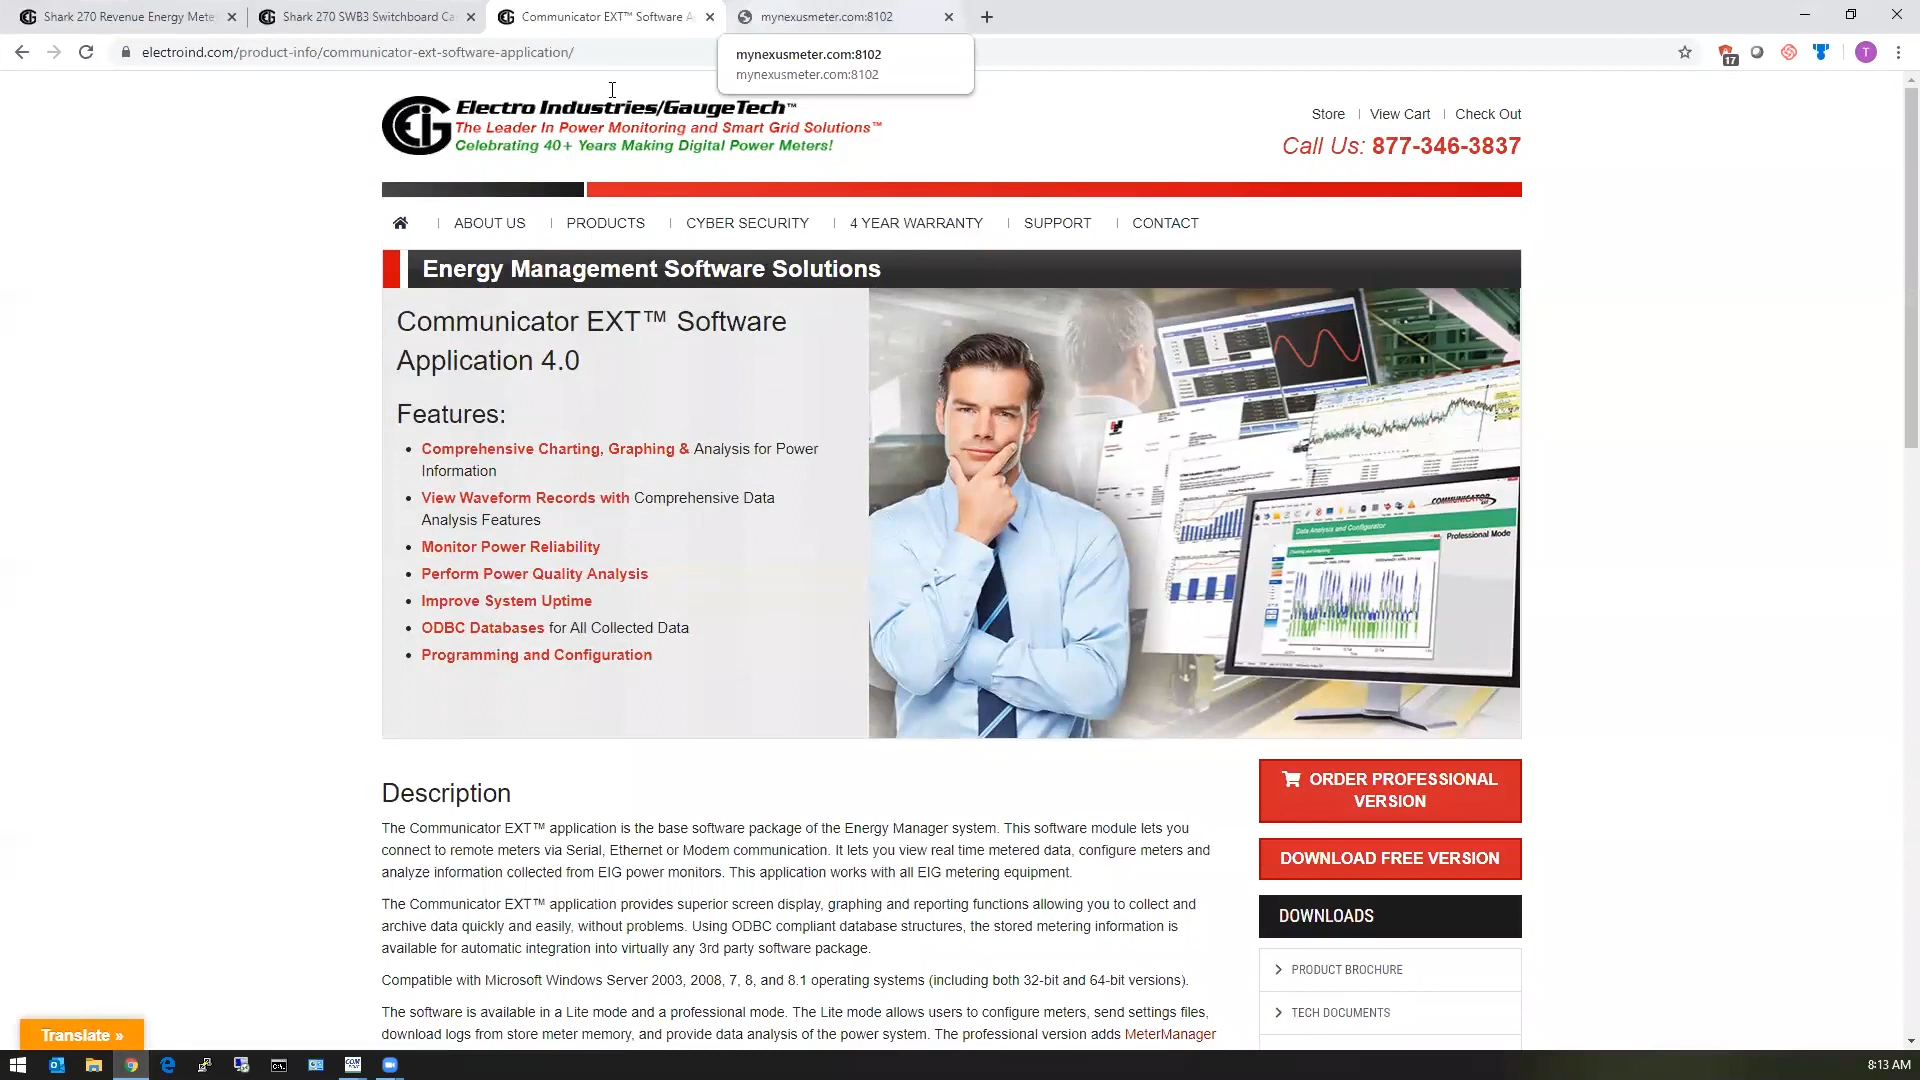 Shark 270 Revenue Energy Mete
Shark 270 SWB3 Switchboard Ca
Communicator EXT™ Software A
mynexusmeter.com:8102
electroind.com/product-info/communicator-ext-software-application/
mynexusmeter.com:8102
mynexusmeter.com:8102
17
T
EIG
Electro Industries/GaugeTech™
The Leader In Power Monitoring and Smart Grid Solutions™
Celebrating 40+ Years Making Digital Power Meters!
Store | View Cart | Check Out
Call Us: 877-346-3837
ABOUT US | PRODUCTS | CYBER SECURITY | 4 YEAR WARRANTY | SUPPORT | CONTACT
Energy Management Software Solutions
Communicator EXT™ Software
Application 4.0
Features:
• Comprehensive Charting, Graphing & Analysis for Power
Information
• View Waveform Records with Comprehensive Data
Analysis Features
• Monitor Power Reliability
• Perform Power Quality Analysis
• Improve System Uptime
• ODBC Databases for All Collected Data
• Programming and Configuration
COMMUNICATOR
Data Analysis and Configurator
Professional Mode
Charting and Graphing
ORDER PROFESSIONAL
VERSION
DOWNLOAD FREE VERSION
DOWNLOADS
PRODUCT BROCHURE
TECH DOCUMENTS
Description
The Communicator EXT™ application is the base software package of the Energy Manager system. This software module lets you
connect to remote meters via Serial, Ethernet or Modem communication. It lets you view real time metered data, configure meters and
analyze information collected from EIG power monitors. This application works with all EIG metering equipment.
The Communicator EXT™ application provides superior screen display, graphing and reporting functions allowing you to collect and
archive data quickly and easily, without problems. Using ODBC compliant database structures, the stored metering information is
available for automatic integration into virtually any 3rd party software package.
Compatible with Microsoft Windows Server 2003, 2008, 7, 8, and 8.1 operating systems (including both 32-bit and 64-bit versions).
The software is available in a Lite mode and a professional mode. The Lite mode allows users to configure meters, send settings files,
download logs from store meter memory, and provide data analysis of the power system. The professional version adds MeterManager
Translate »
8:13 AM